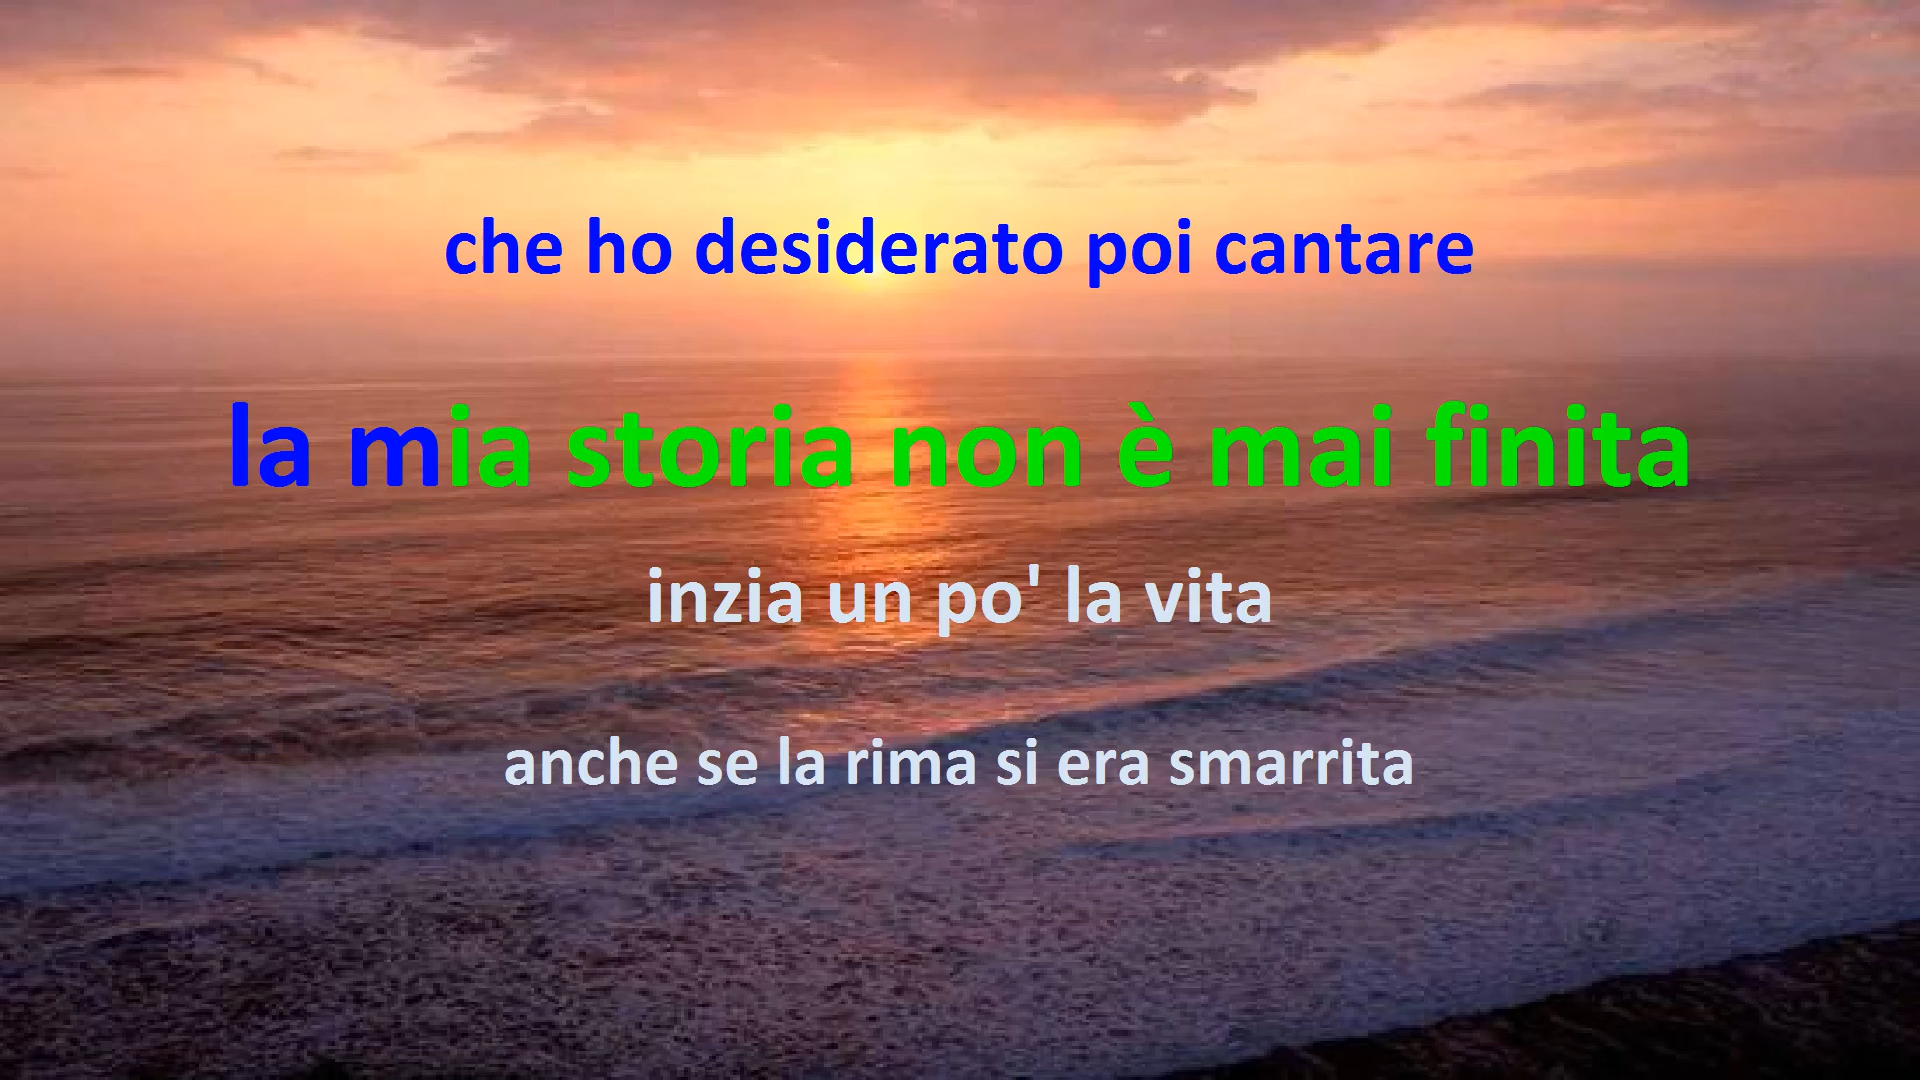 che ho desiderato poi cantare
la mia storia non è mai finita
inzia un po' la vita
anche se la rima si era smarrita